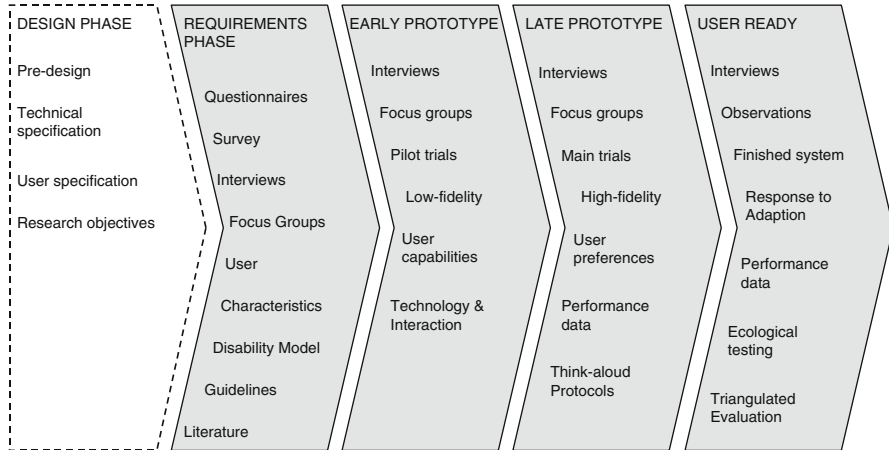 DESIGN PHASE
Pre-design
Technical
specification
User specification
Research objectives
REQUIREMENTS
PHASE
Questionnaires
Survey
Interviews
Focus Groups
User
Characteristics
Disability Model
Guidelines
Literature
EARLY PROTOTYPE
Interviews
Focus groups
Pilot trials
Low-fidelity
User
capabilities
Technology &
Interaction
LATE PROTOTYPE
Interviews
Focus groups
Main trials
High-fidelity
User
preferences
Performance
data
Think-aloud
Protocols
USER READY
Interviews
Observations
Finished system
Response to
Adaption
Performance
data
Ecological
testing
Triangulated
Evaluation